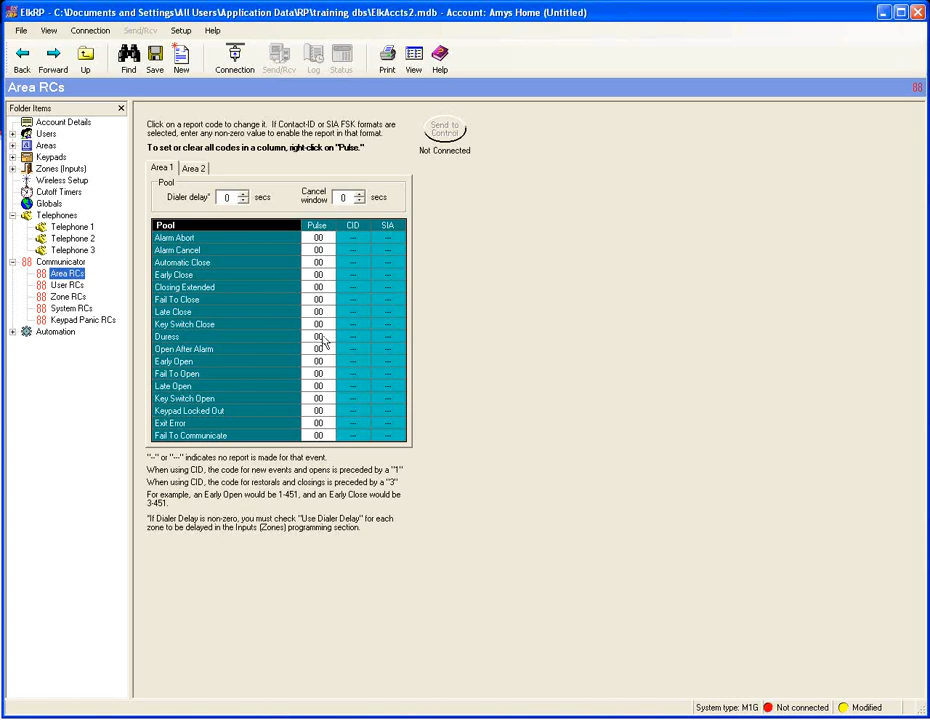 ElkRP - C:\Documents and Settings\All Users\Application Data\RP\training dbs\ElkAccts2.mdb - Account: Amys Home (Untitled)
File View Connection Send/Rcv Setup Help
Back Forward Up Find Save New Connection Send/Rcv Log Status Print View Help
Area RCs 88
Folder Items
Account Details
Users
Areas
Keypads
Zones (Inputs)
Wireless Setup
Cutoff Timers
Globals
Telephones
Telephone 1
Telephone 2
Telephone 3
88 Communicator
88 Area RCs
88 User RCs
88 Zone RCs
88 System RCs
88 Keypad Panic RCs
Automation
Click on a report code to change it. If Contact-ID or SIA FSK formats are
selected, enter any non-zero value to enable the report in that format.
To set or clear all codes in a column, right-click on "Pulse."
Send to
Control
Not Connected
Area 1 Area 2
Pool
Dialer delay* 0 secs Cancel window 0 secs
Pool Pulse CID SIA
Alarm Abort 00 --- ---
Alarm Cancel 00 --- ---
Automatic Close 00 --- ---
Early Close 00 --- ---
Closing Extended 00 --- ---
Fail To Close 00 --- ---
Late Close 00 --- ---
Key Switch Close 00 --- ---
Duress 00 --- ---
Open After Alarm 00 --- ---
Early Open 00 --- ---
Fail To Open 00 --- ---
Late Open 00 --- ---
Key Switch Open 00 --- ---
Keypad Locked Out 00 --- ---
Exit Error 00 --- ---
Fail To Communicate 00 --- ---
"--" or "---" indicates no report is made for that event.
When using CID, the code for new events and opens is preceded by a "1"
When using CID, the code for restorals and closings is preceded by a "3"
For example, an Early Open would be 1-451, and an Early Close would be
3-451.
*If Dialer Delay is non-zero, you must check "Use Dialer Delay" for each
zone to be delayed in the Inputs (Zones) programming section.
System type: M1G Not connected Modified